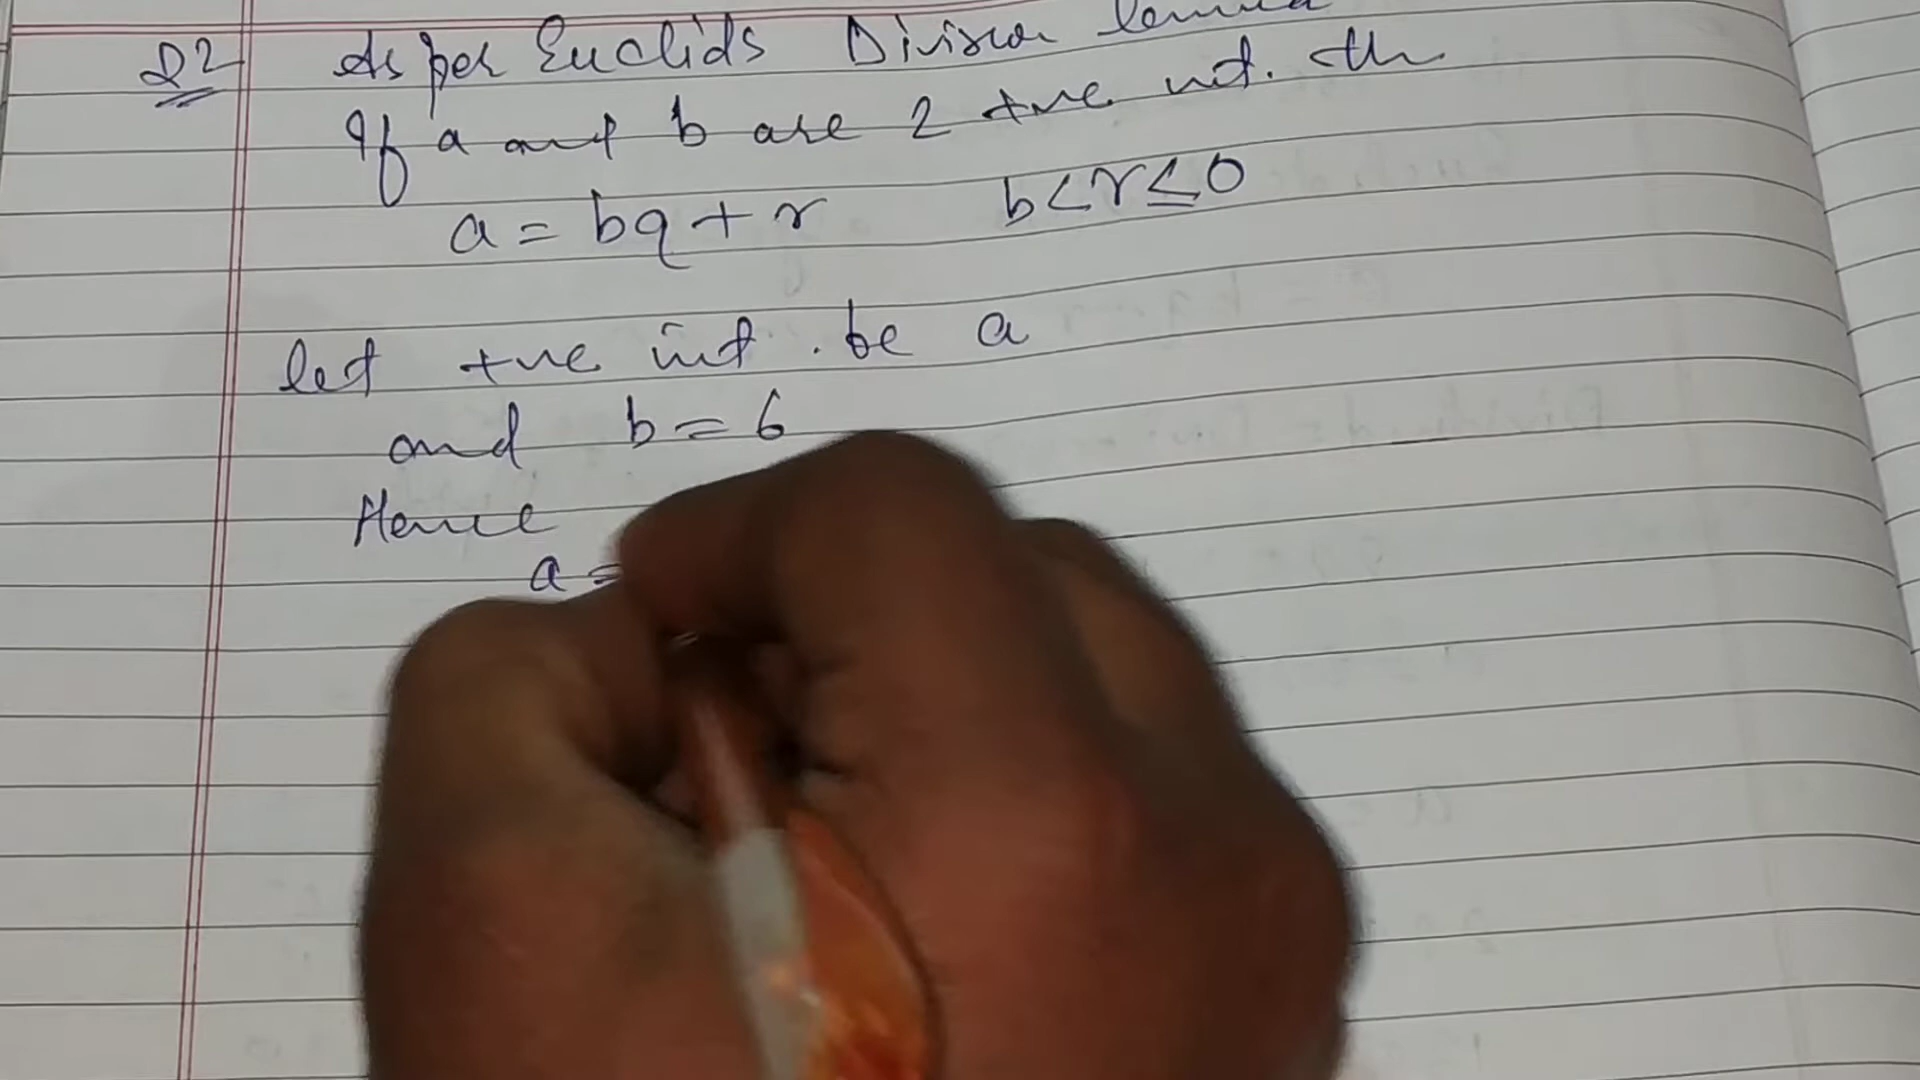 Q2 As per Euclids Division lemma
If a and b are 2 +ve int. th
a = bq + r b<r≤0
let +ve int. be a
and b = 6
Hence
a =